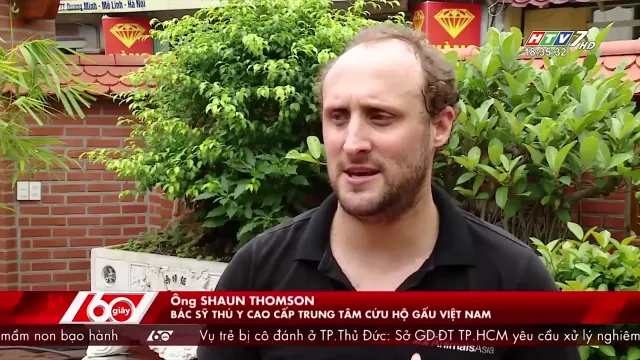 TT Quang Minh - Mê Linh - Hà Nội
HTV7 HD
18:35:32
60 giây
Ông SHAUN THOMSON
BÁC SỸ THÚ Y CAO CẤP TRUNG TÂM CỨU HỘ GẤU VIỆT NAM
AnimalsAsia
mầm non bạo hành
Vụ trẻ bị cô đánh ở TP.Thủ Đức: Sở GD-ĐT TP.HCM yêu cầu xử lý nghiêm